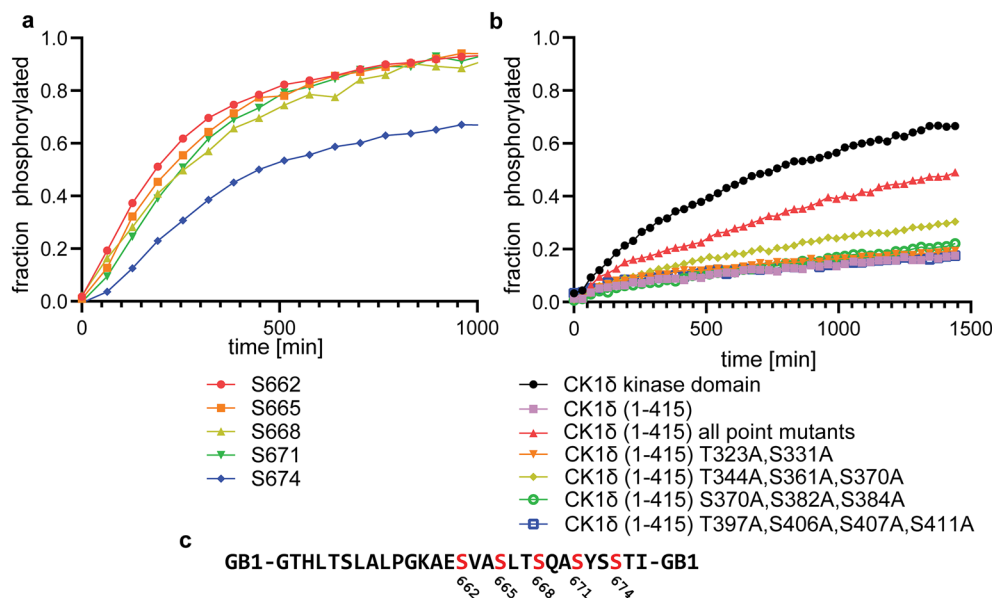 a
b
fraction phosphorylated
1.0
0.8
0.6
0.4
0.2
0.0
0
500
1000
time [min]
fraction phosphorylated
1.0
0.8
0.6
0.4
0.2
0.0
0
500
1000
1500
time [min]
S662
S665
S668
S671
S674
CK1δ kinase domain
CK1δ (1-415)
CK1δ (1-415) all point mutants
CK1δ (1-415) T323A,S331A
CK1δ (1-415) T344A,S361A,S370A
CK1δ (1-415) S370A,S382A,S384A
CK1δ (1-415) T397A,S406A,S407A,S411A
c
GB1-GTHLTSLALPGKAESVASLTSQASYSSTI-GB1
662 665 668 671 674